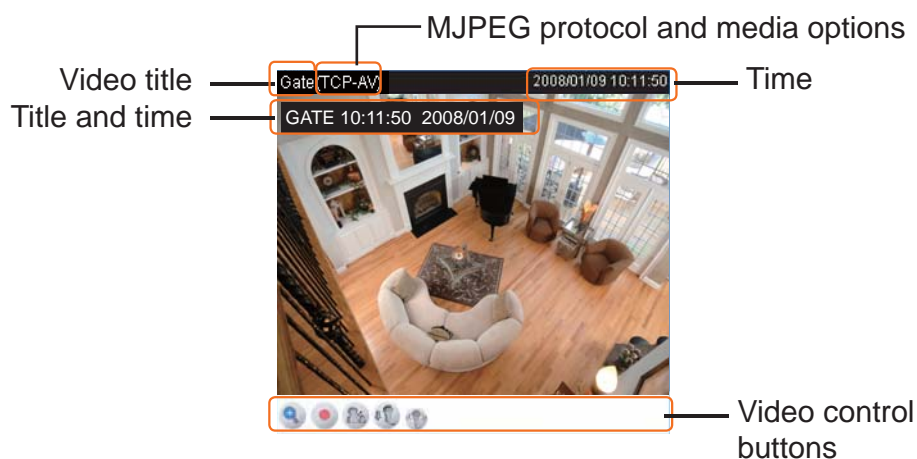 MJPEG protocol and media options
Video title
Gate(TCP-AV)
2008/01/09 10:11:50
Time
Title and time
GATE 10:11:50 2008/01/09
Video control
buttons